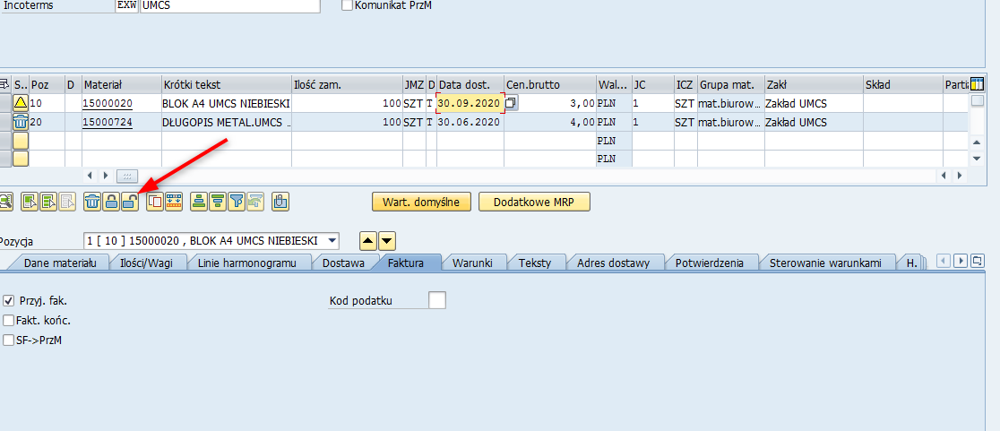 Incoterms EXW UMCS Komunikat PrzM
S.. Poz D Materiał Krótki tekst Ilość zam. JMZ D Data dost. Cen.brutto Wal... JC ICZ Grupa mat. Zakł Skład Partia
10 15000020 BLOK A4 UMCS NIEBIESKI 100 SZT T 30.09.2020 3,00 PLN 1 SZT mat.biurow... Zakład UMCS
20 15000724 DŁUGOPIS METAL.UMCS .. 100 SZT T 30.06.2020 4,00 PLN 1 SZT mat.biurow... Zakład UMCS
PLN
PLN
Wart. domyślne Dodatkowe MRP
Pozycja 1 [ 10 ] 15000020 , BLOK A4 UMCS NIEBIESKI
Dane materiału Ilości/Wagi Linie harmonogramu Dostawa Faktura Warunki Teksty Adres dostawy Potwierdzenia Sterowanie warunkami H.
Przyj. fak. Kod podatku
Fakt. końc.
SF->PrzM